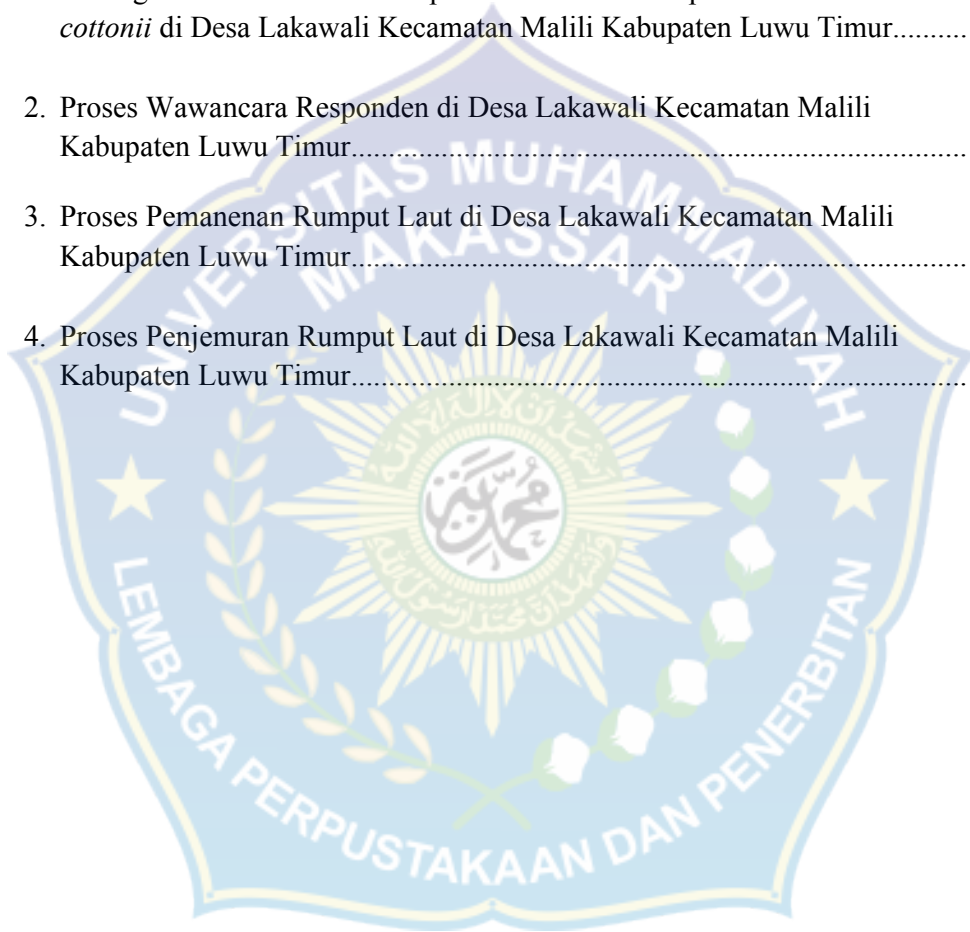 cottonii di Desa Lakawali Kecamatan Malili Kabupaten Luwu Timur..........
2. Proses Wawancara Responden di Desa Lakawali Kecamatan Malili
Kabupaten Luwu Timur..........................................................................................
3. Proses Pemanenan Rumput Laut di Desa Lakawali Kecamatan Malili
Kabupaten Luwu Timur..........................................................................................
4. Proses Penjemuran Rumput Laut di Desa Lakawali Kecamatan Malili
Kabupaten Luwu Timur..........................................................................................
UNIVERSITAS MUHAMMADIYAH
MAKASSAR
محمد
LEMBAGA PERPUSTAKAAN DAN PENERBITAN